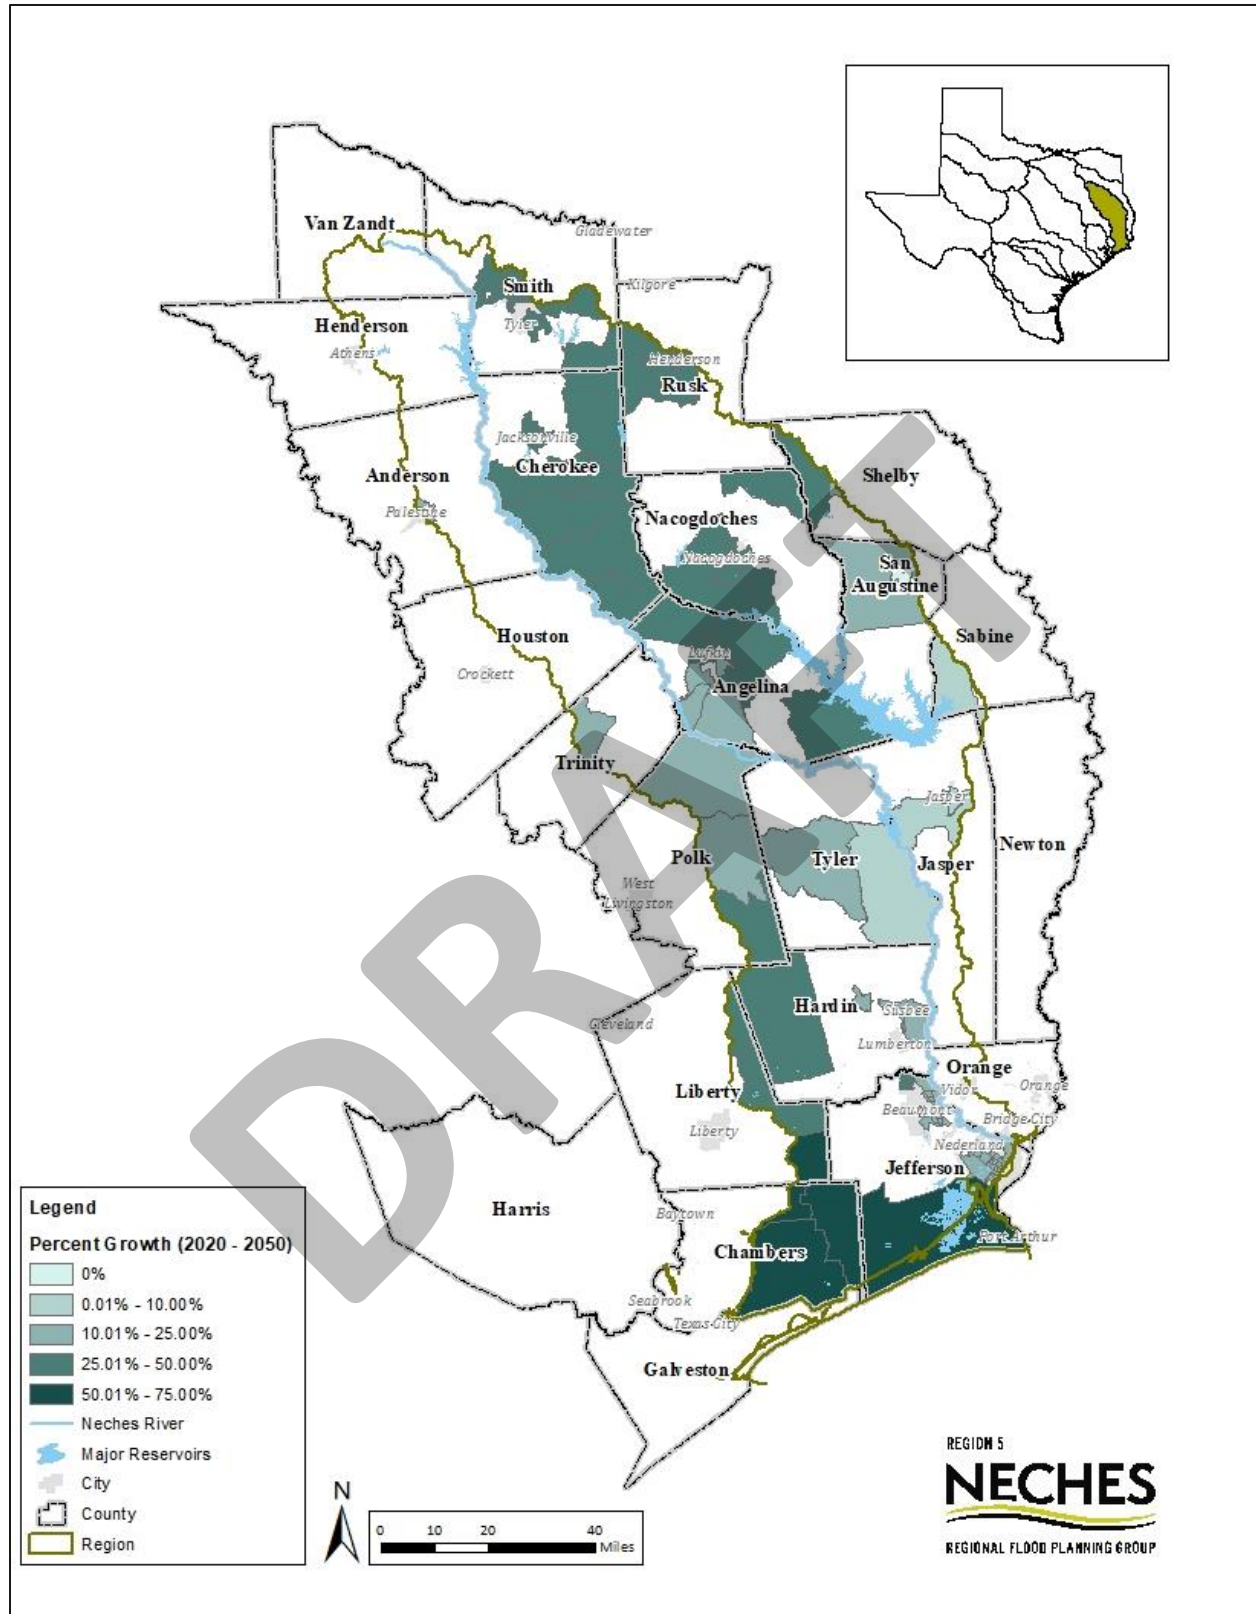 Van Zandt
Gladewater
Smith
Kilgore
Henderson
Tyler
Athens
Henderson
Rusk
Jacksonville
Cherokee
Anderson
Shelby
Palestine
Nacogdoches
Nacogdoches
San
Augustine
Houston
Sabine
Lufkin
Crockett
Angelina
Trinity
Jasper
Newton
Polk
Tyler
Jasper
West
Livingston
Hardin
Cleveland
Lumberton
Orange
Liberty
Vidor
Orange
Beaumont
Bridge City
Liberty
Nederland
Jefferson
Harris
Baytown
Port Arthur
Chambers
Seabrook
Texas City
Galveston
DRAFT
Legend
Percent Growth (2020 - 2050)
0%
0.01% - 10.00%
10.01% - 25.00%
25.01% - 50.00%
50.01% - 75.00%
Neches River
Major Reservoirs
City
County
Region
N
0 10 20 40
Miles
REGION 5
NECHES
REGIONAL FLOOD PLANNING GROUP